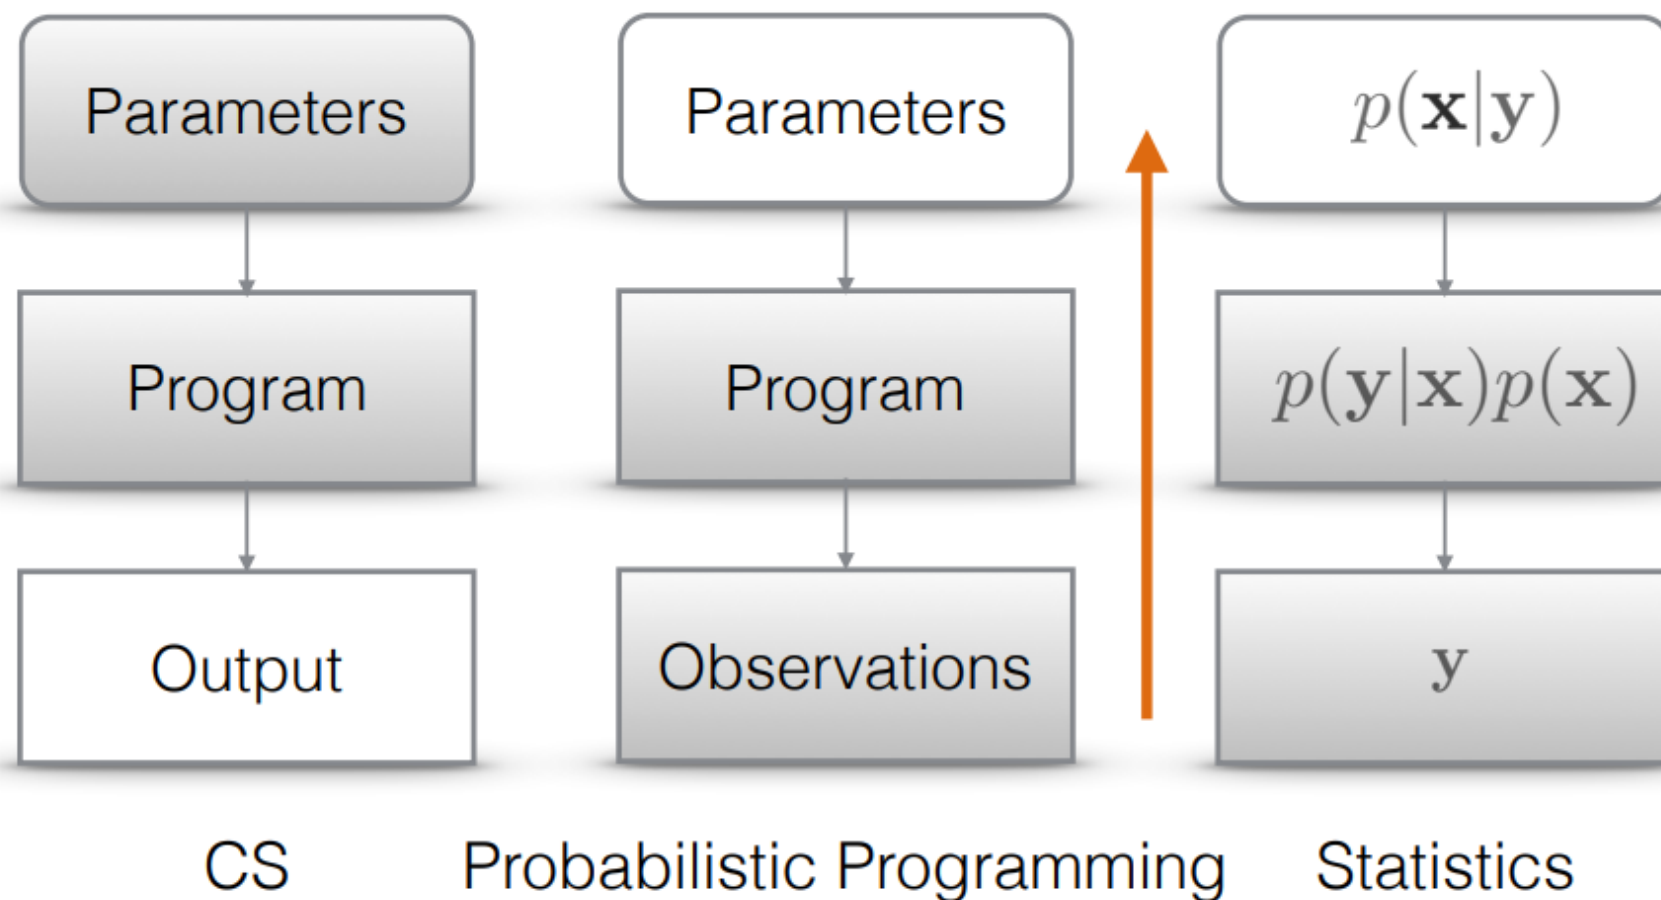 Parameters
Parameters
p(x|y)
Program
Program
p(y|x)p(x)
Output
Observations
y
CS
Probabilistic Programming
Statistics